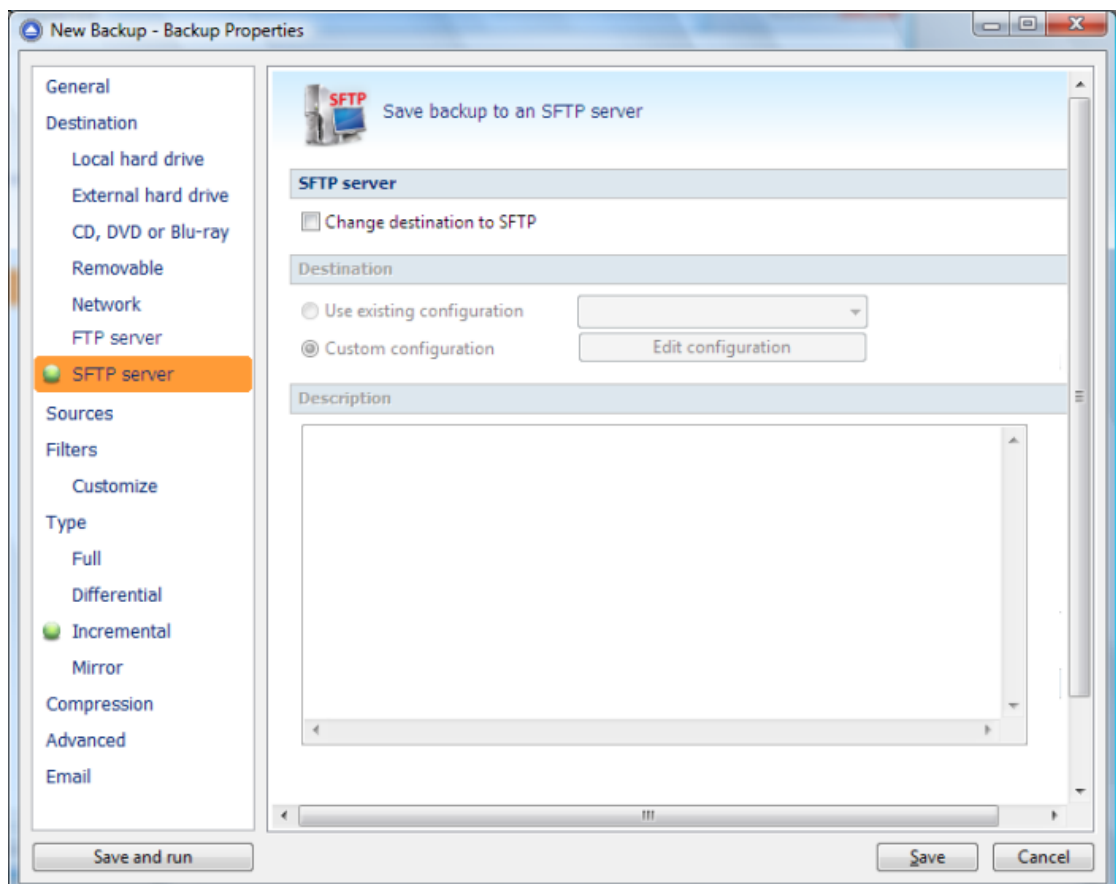 New Backup - Backup Properties
General
Destination
Local hard drive
External hard drive
CD, DVD or Blu-ray
Removable
Network
FTP server
SFTP server
Sources
Filters
Customize
Type
Full
Differential
Incremental
Mirror
Compression
Advanced
Email
SFTP
Save backup to an SFTP server
SFTP server
Change destination to SFTP
Destination
Use existing configuration
Custom configuration Edit configuration
Description
Save and run Save Cancel